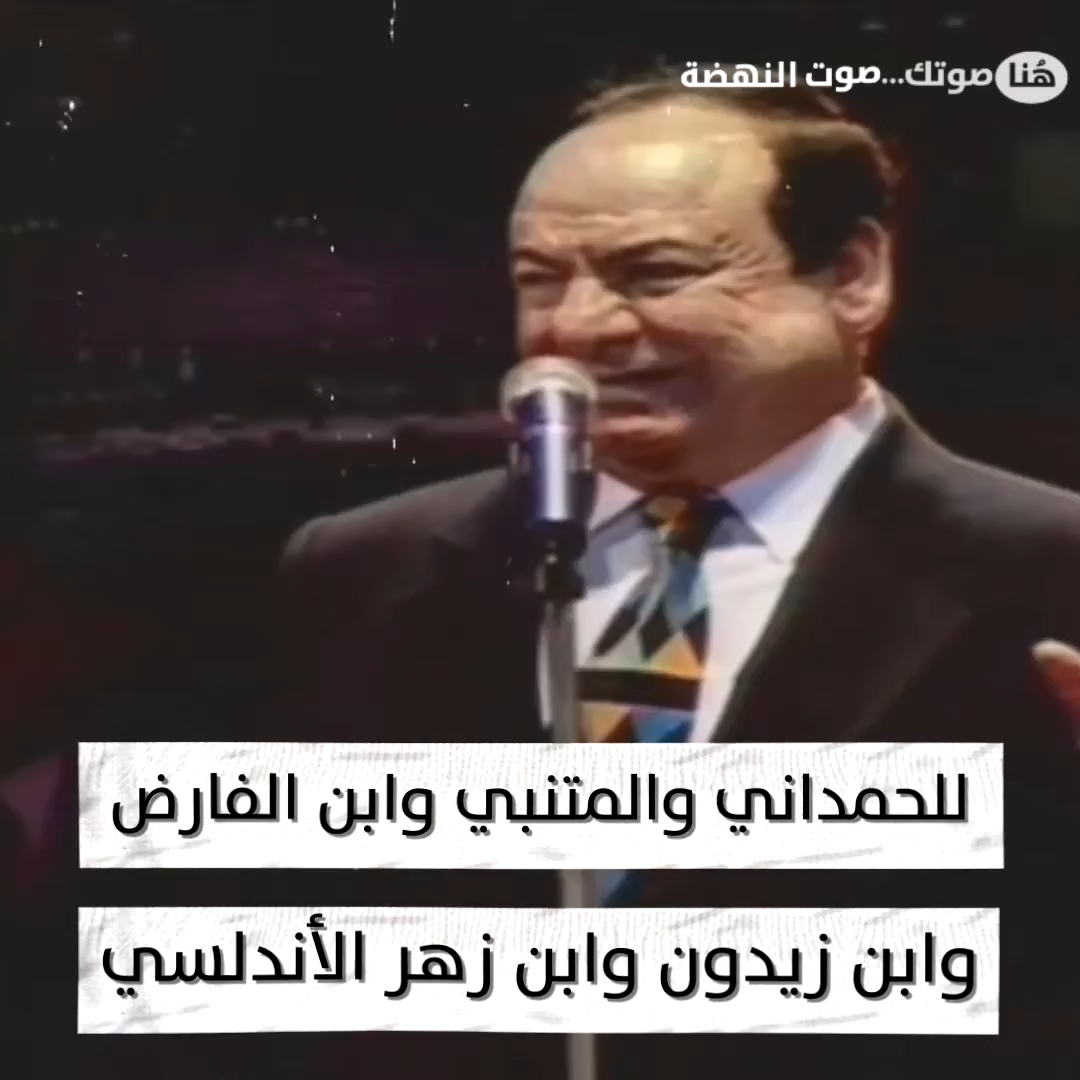 هُنا صوتك...صوت النهضة
للحمداني والمتنبي وابن الفارض
وابن زيدون وابن زهر الأندلسي